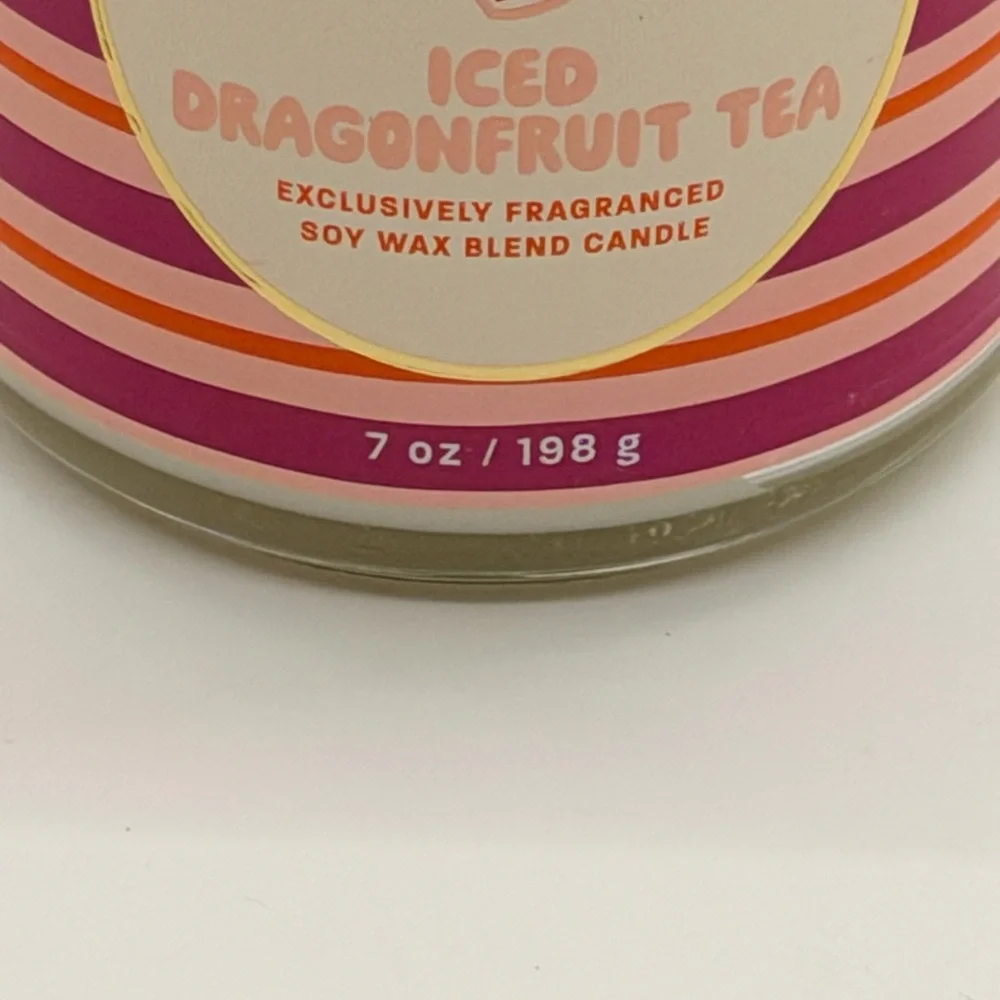 ICED
DRAGONFRUIT TEA
EXCLUSIVELY FRAGRANCED
SOY WAX BLEND CANDLE
7 oz / 198 g